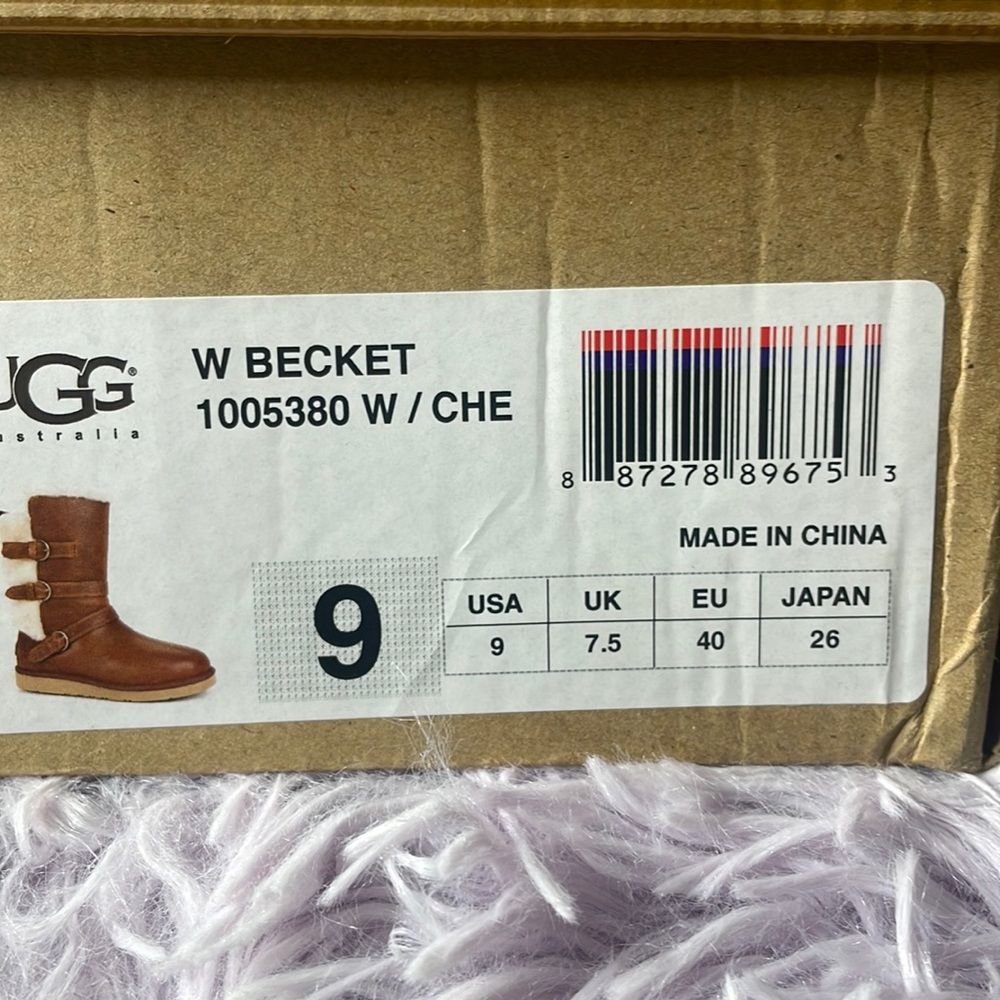 UGG®
australia
W BECKET
1005380 W / CHE
8 87278 89675 3
MADE IN CHINA
9
USA UK EU JAPAN
9 7.5 40 26